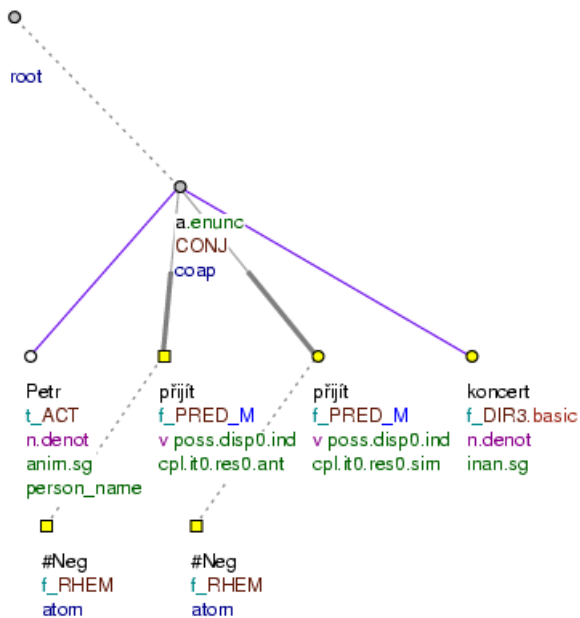 root
a.enunc
CONJ
coap
Petr
t_ACT
n.denot
anim.sg
person_name
přijít
f_PRED_M
v poss.disp0.ind
cpl.it0.res0.ant
přijít
f_PRED_M
v poss.disp0.ind
cpl.it0.res0.sim
koncert
f_DIR3.basic
n.denot
inan.sg
#Neg
f_RHEM
atom
#Neg
f_RHEM
atom